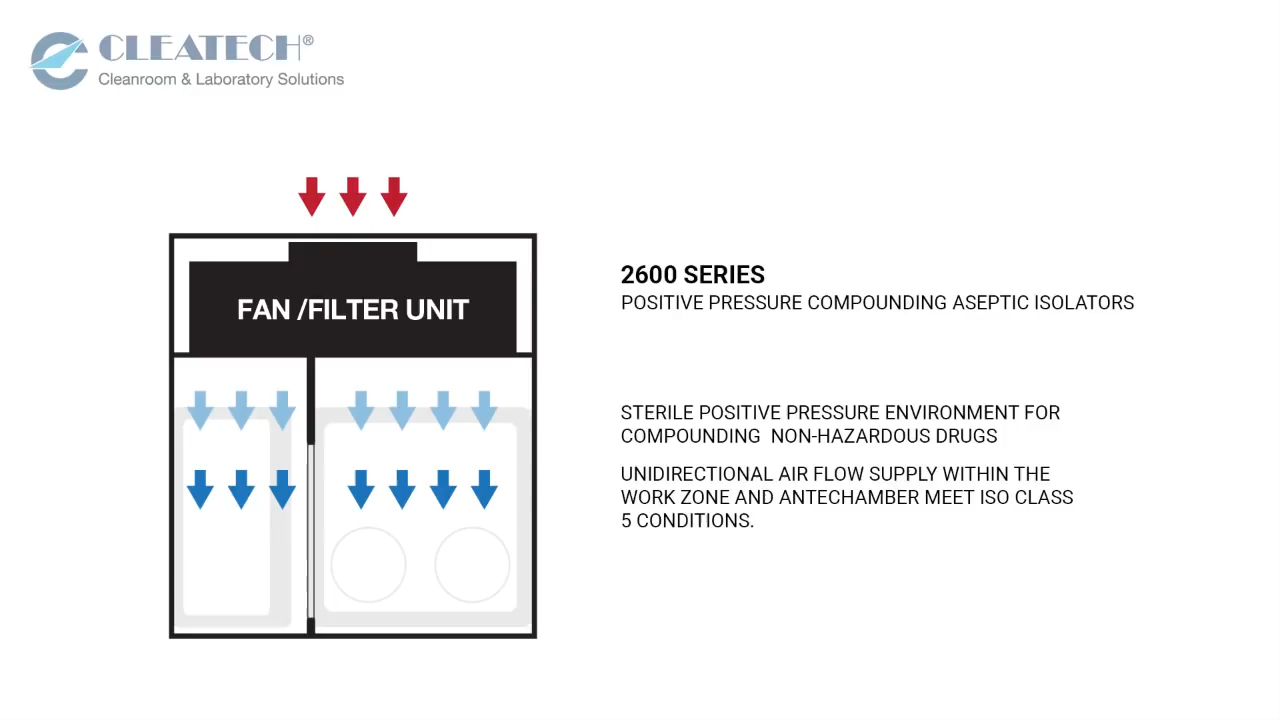 CLEATECH®
Cleanroom & Laboratory Solutions
FAN /FILTER UNIT
2600 SERIES
POSITIVE PRESSURE COMPOUNDING ASEPTIC ISOLATORS
STERILE POSITIVE PRESSURE ENVIRONMENT FOR
COMPOUNDING  NON-HAZARDOUS DRUGS
UNIDIRECTIONAL AIR FLOW SUPPLY WITHIN THE
WORK ZONE AND ANTECHAMBER MEET ISO CLASS
5 CONDITIONS.